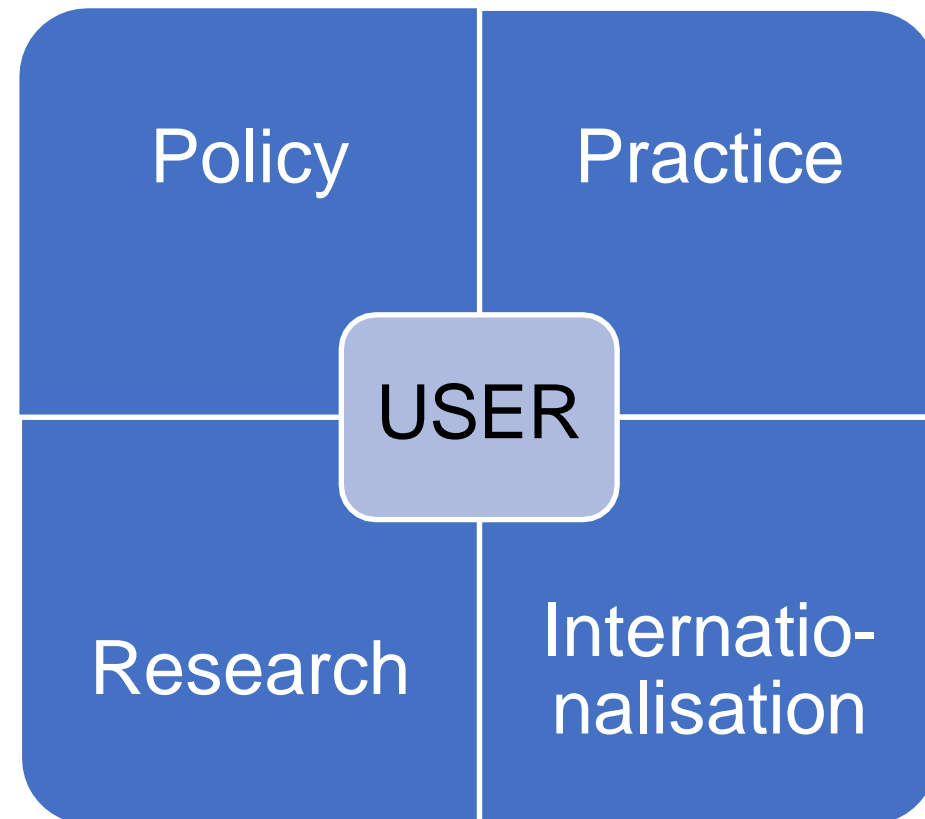 Policy
Practice
USER
Research
Internatio-
nalisation